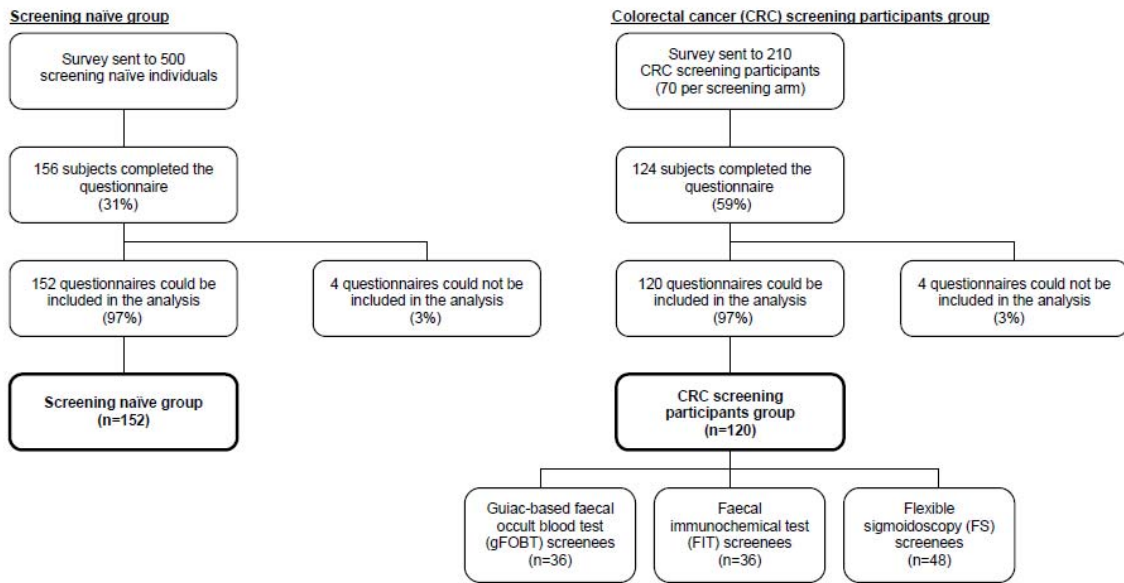 Screening naïve group
Survey sent to 500
screening naïve individuals
156 subjects completed the
questionnaire
(31%)
152 questionnaires could be
included in the analysis
(97%)
4 questionnaires could not be
included in the analysis
(3%)
Screening naïve group
(n=152)
Colorectal cancer (CRC) screening participants group
Survey sent to 210
CRC screening participants
(70 per screening arm)
124 subjects completed the
questionnaire
(59%)
120 questionnaires could be
included in the analysis
(97%)
4 questionnaires could not be
included in the analysis
(3%)
CRC screening
participants group
(n=120)
Guiac-based faecal
occult blood test
(gFOBT) screenees
(n=36)
Faecal
immunochemical test
(FIT) screenees
(n=36)
Flexible
sigmoidoscopy (FS)
screenees
(n=48)